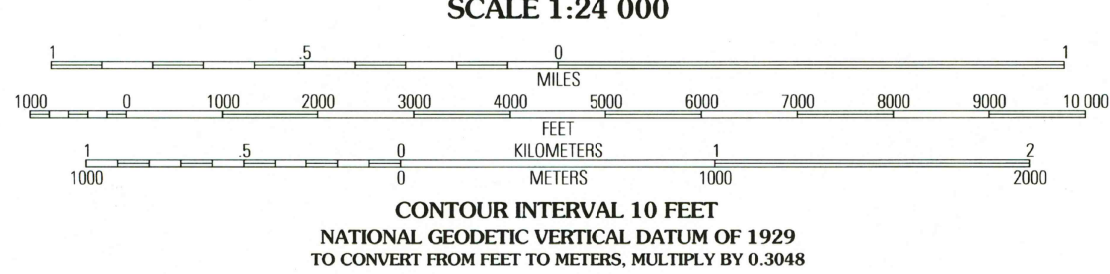 SCALE 1:24 000
1 .5 0 1
MILES
1000 0 1000 2000 3000 4000 5000 6000 7000 8000 9000 10 000
FEET
1 .5 0 KILOMETERS 1 2
1000 0 METERS 1000 2000
CONTOUR INTERVAL 10 FEET
NATIONAL GEODETIC VERTICAL DATUM OF 1929
TO CONVERT FROM FEET TO METERS, MULTIPLY BY 0.3048